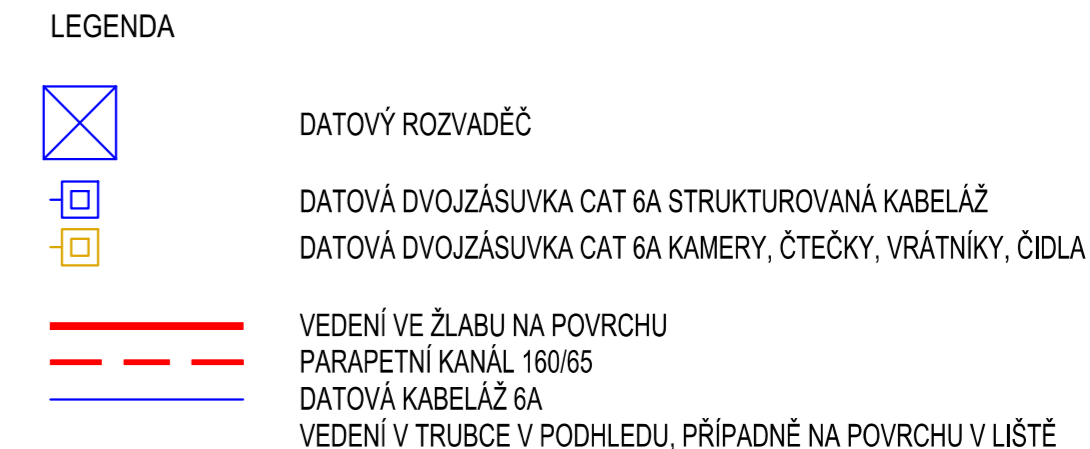 LEGENDA
DATOVÝ ROZVADĚČ
DATOVÁ DVOJZÁSUVKA CAT 6A STRUKTUROVANÁ KABELÁŽ
DATOVÁ DVOJZÁSUVKA CAT 6A KAMERY, ČTEČKY, VRÁTNÍKY, ČIDLA
VEDENÍ VE ŽLABU NA POVRCHU
PARAPETNÍ KANÁL 160/65
DATOVÁ KABELÁŽ 6A
VEDENÍ V TRUBCE V PODHLEDU, PŘÍPADNĚ NA POVRCHU V LIŠTĚ